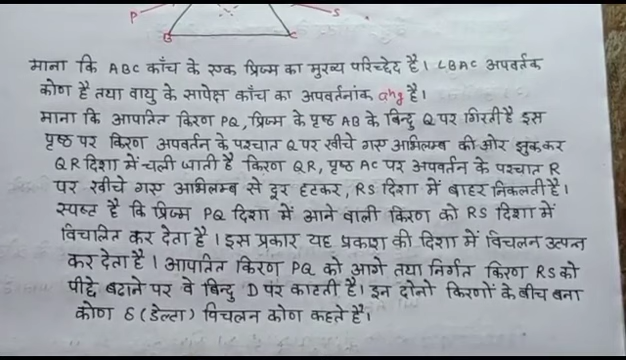 P
S
B
C
माना कि ABC काँच के एक प्रिज्म का मुख्य परिच्छेद है। ∠BAC अपवर्तक
कोण है तथा वायु के सापेक्ष काँच का अपवर्तनांक ang है।
माना कि आपातित किरण PQ, प्रिज्म के पृष्ठ AB के बिन्दु Q पर गिरती है इस
पृष्ठ पर किरण अपवर्तन के पश्चात Q पर खींचे गए अभिलम्ब की ओर झुककर
QR दिशा में चली जाती है किरण QR, पृष्ठ AC पर अपवर्तन के पश्चात R
पर खींचे गए अभिलम्ब से दूर हटकर, RS दिशा में बाहर निकलती है।
स्पष्ट है कि प्रिज्म PQ दिशा में आने वाली किरण को RS दिशा में
विचलित कर देता है। इस प्रकार यह प्रकाश की दिशा में विचलन उत्पन्न
कर देता है। आपातित किरण PQ को आगे तथा निर्गत किरण RS को
पीछे बढाने पर वे बिन्दु D पर काटती है। इन दोनो किरणों के बीच बना
कोण δ (डेल्टा) विचलन कोण कहते है।